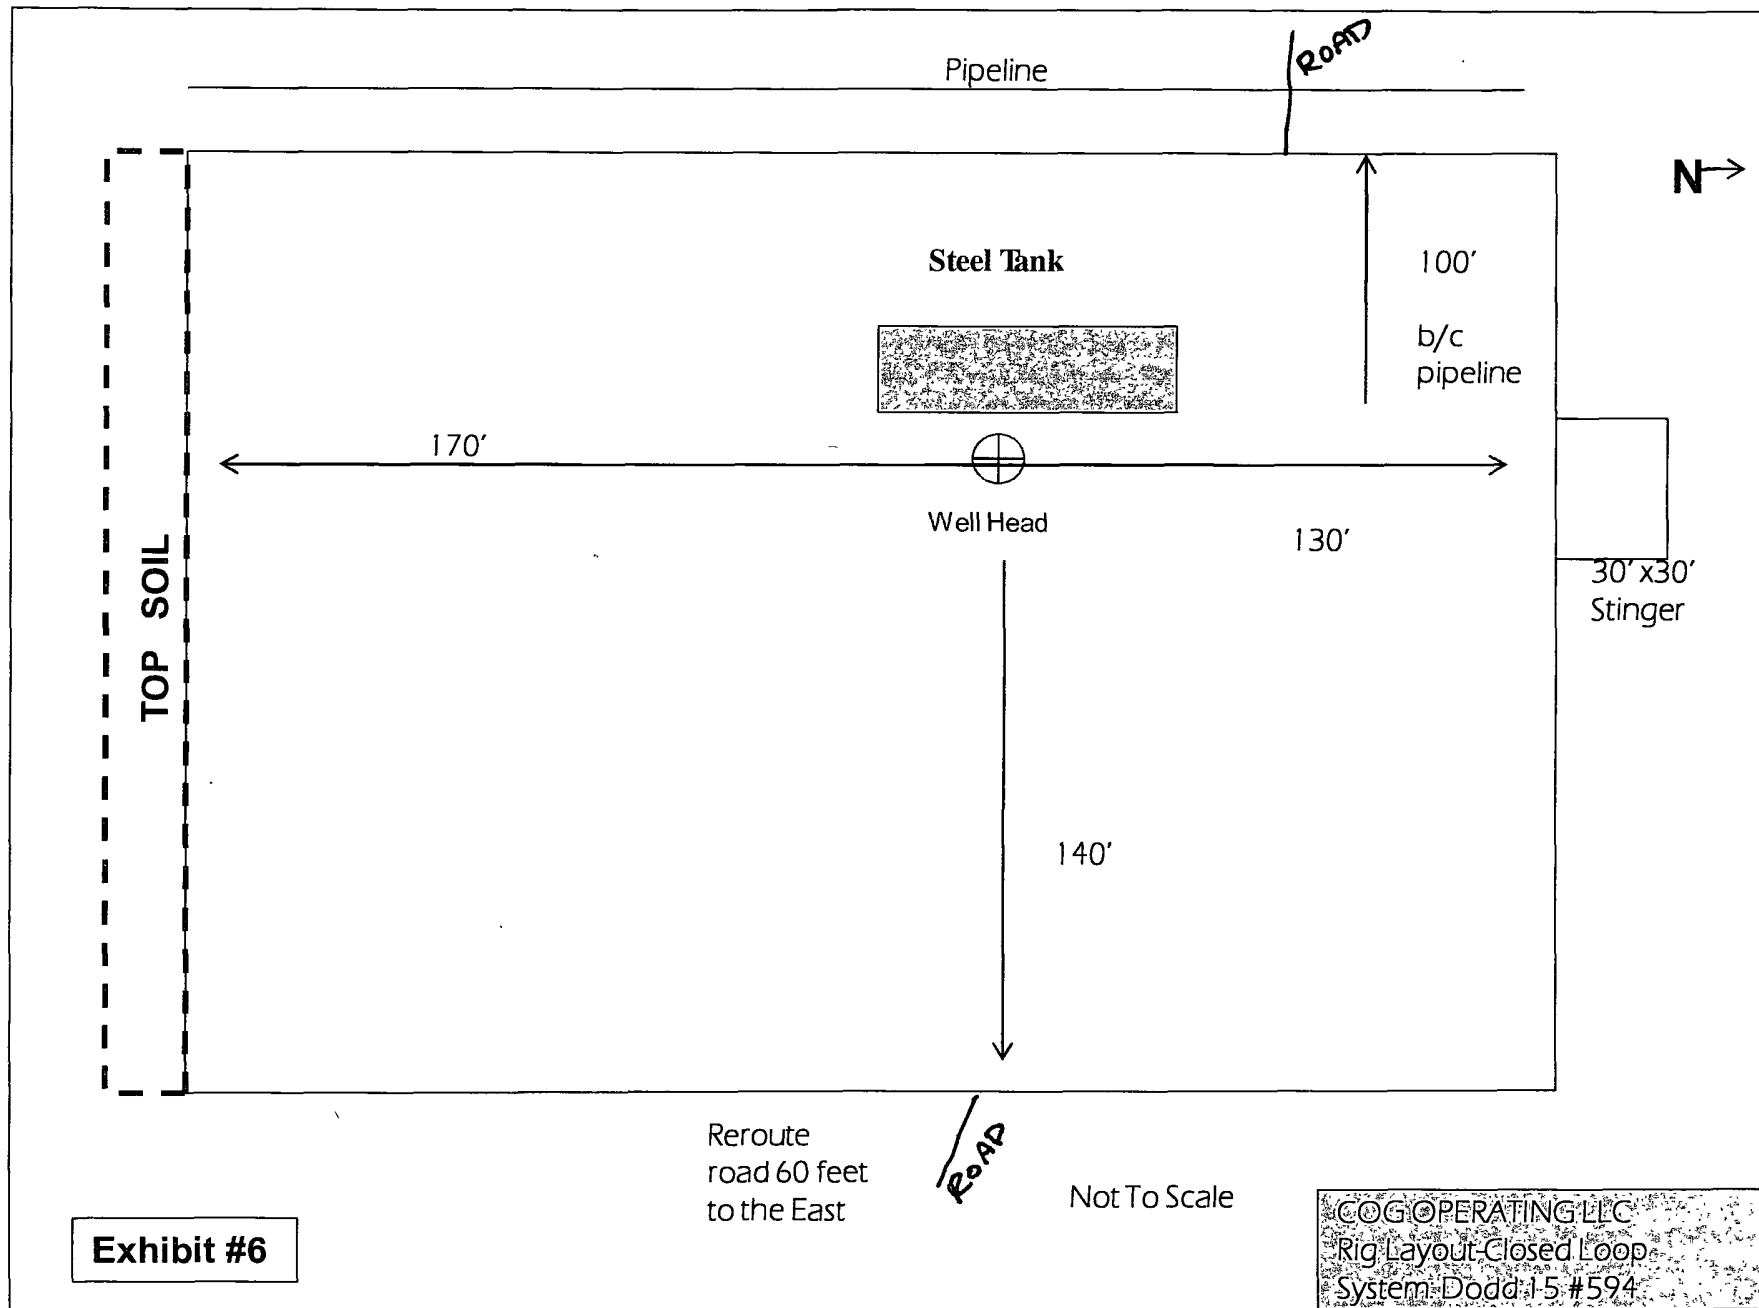 Pipeline
ROAD
N
Steel Tank
100'
b/c
pipeline
170'
Well Head
130'
30' x30'
Stinger
TOP SOIL
140'
Reroute
road 60 feet
to the East
ROAD
Not To Scale
Exhibit #6
COG OPERATING LLC
Rig Layout-Closed Loop
System-Dodd 15 #594